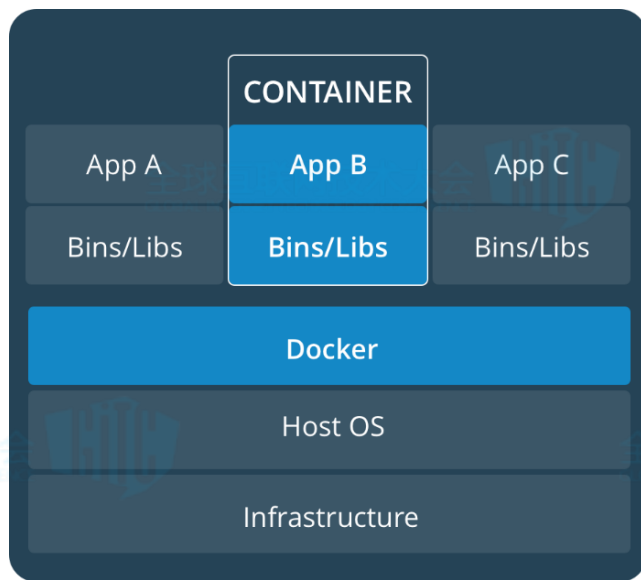 CONTAINER
App A
App B
App C
Bins/Libs
Bins/Libs
Bins/Libs
Docker
Host OS
Infrastructure